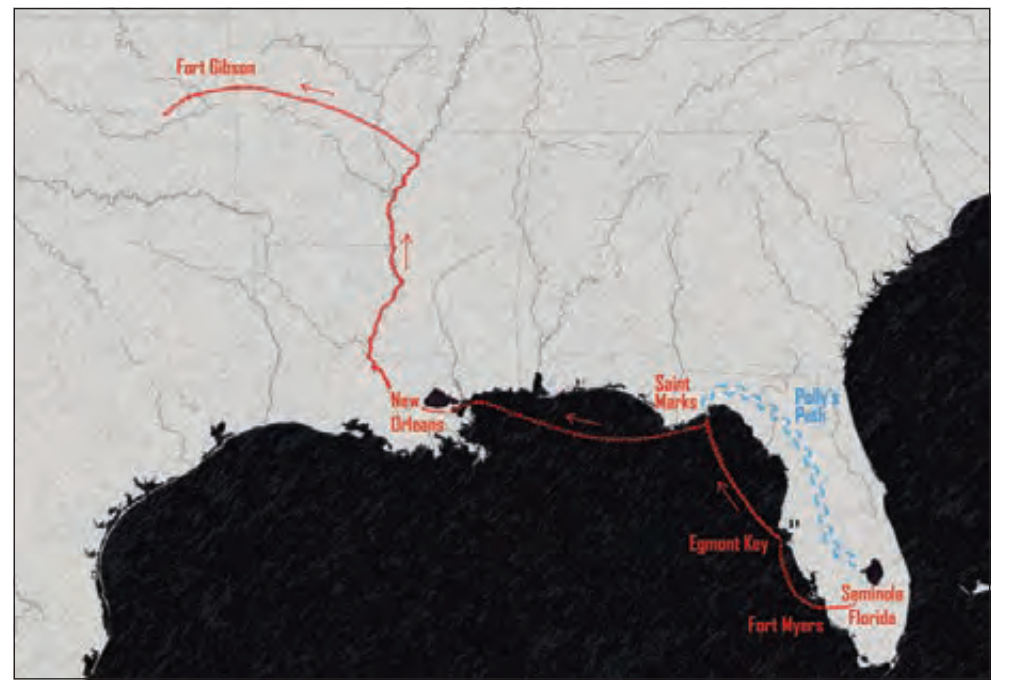 Fort Gibson
Saint
Marks
Polly's
Path
New
Orleans
Egmont Key
Seminole
Florida
Fort Myers